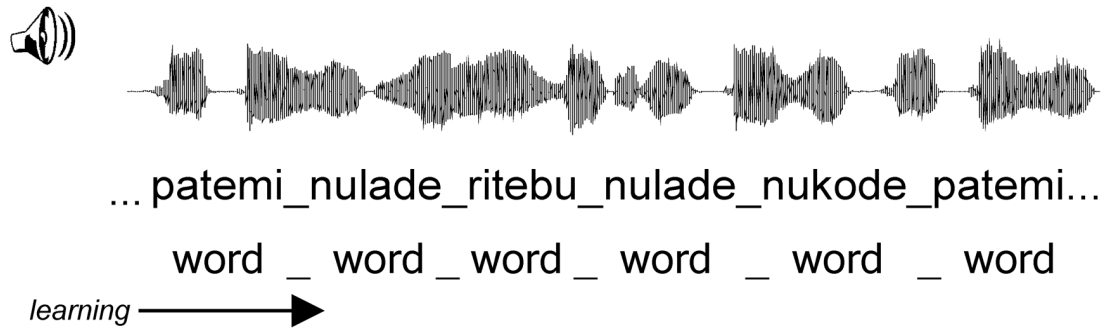 ... patemi_nulade_ritebu_nulade_nukode_patemi...
word _ word _ word _ word _ word _ word
learning